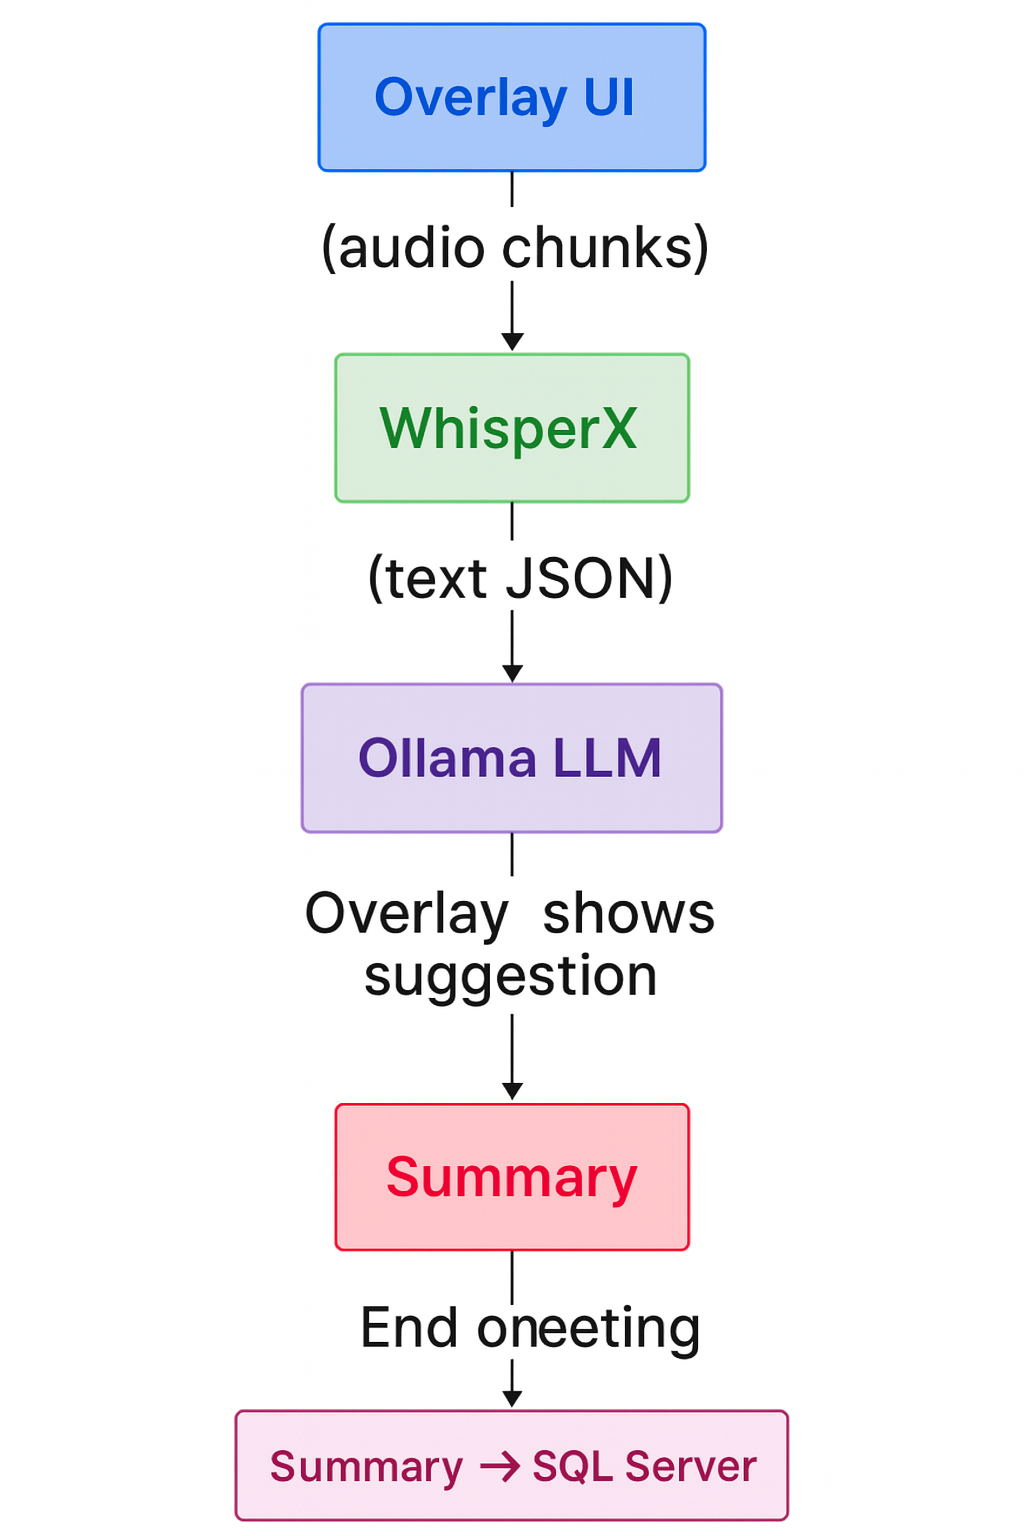 Overlay UI
(audio chunks)
WhisperX
(text JSON)
Ollama LLM
Overlay shows
suggestion
Summary
End oneeting
Summary → SQL Server